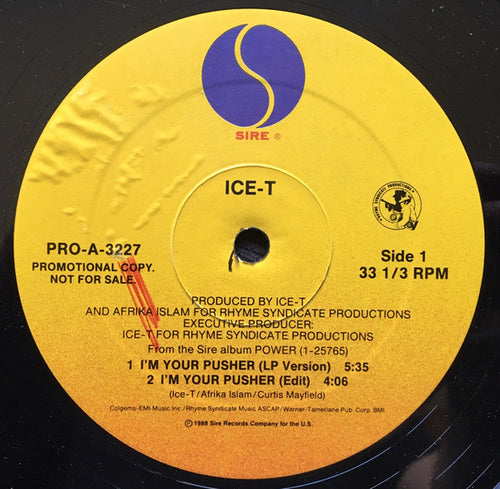 SIRE ®
ICE-T
RHYME SYNDICATE PRODUCTIONS
PRO-A-3227
PROMOTIONAL COPY.
NOT FOR SALE.
Side 1
33 1/3 RPM
PRODUCED BY ICE-T
AND AFRIKA ISLAM FOR RHYME SYNDICATE PRODUCTIONS
EXECUTIVE PRODUCER:
ICE-T FOR RHYME SYNDICATE PRODUCTIONS
From the Sire album POWER (1-25765)
1 I'M YOUR PUSHER (LP Version) 5:35
2 I'M YOUR PUSHER (Edit) 4:06
(Ice-T/Afrika Islam/Curtis Mayfield)
Colgems-EMI Music Inc./Rhyme Syndicate Music ASCAP/Warner-Tamerlane Pub. Corp. BMI.
℗ 1988 Sire Records Company for the U.S.